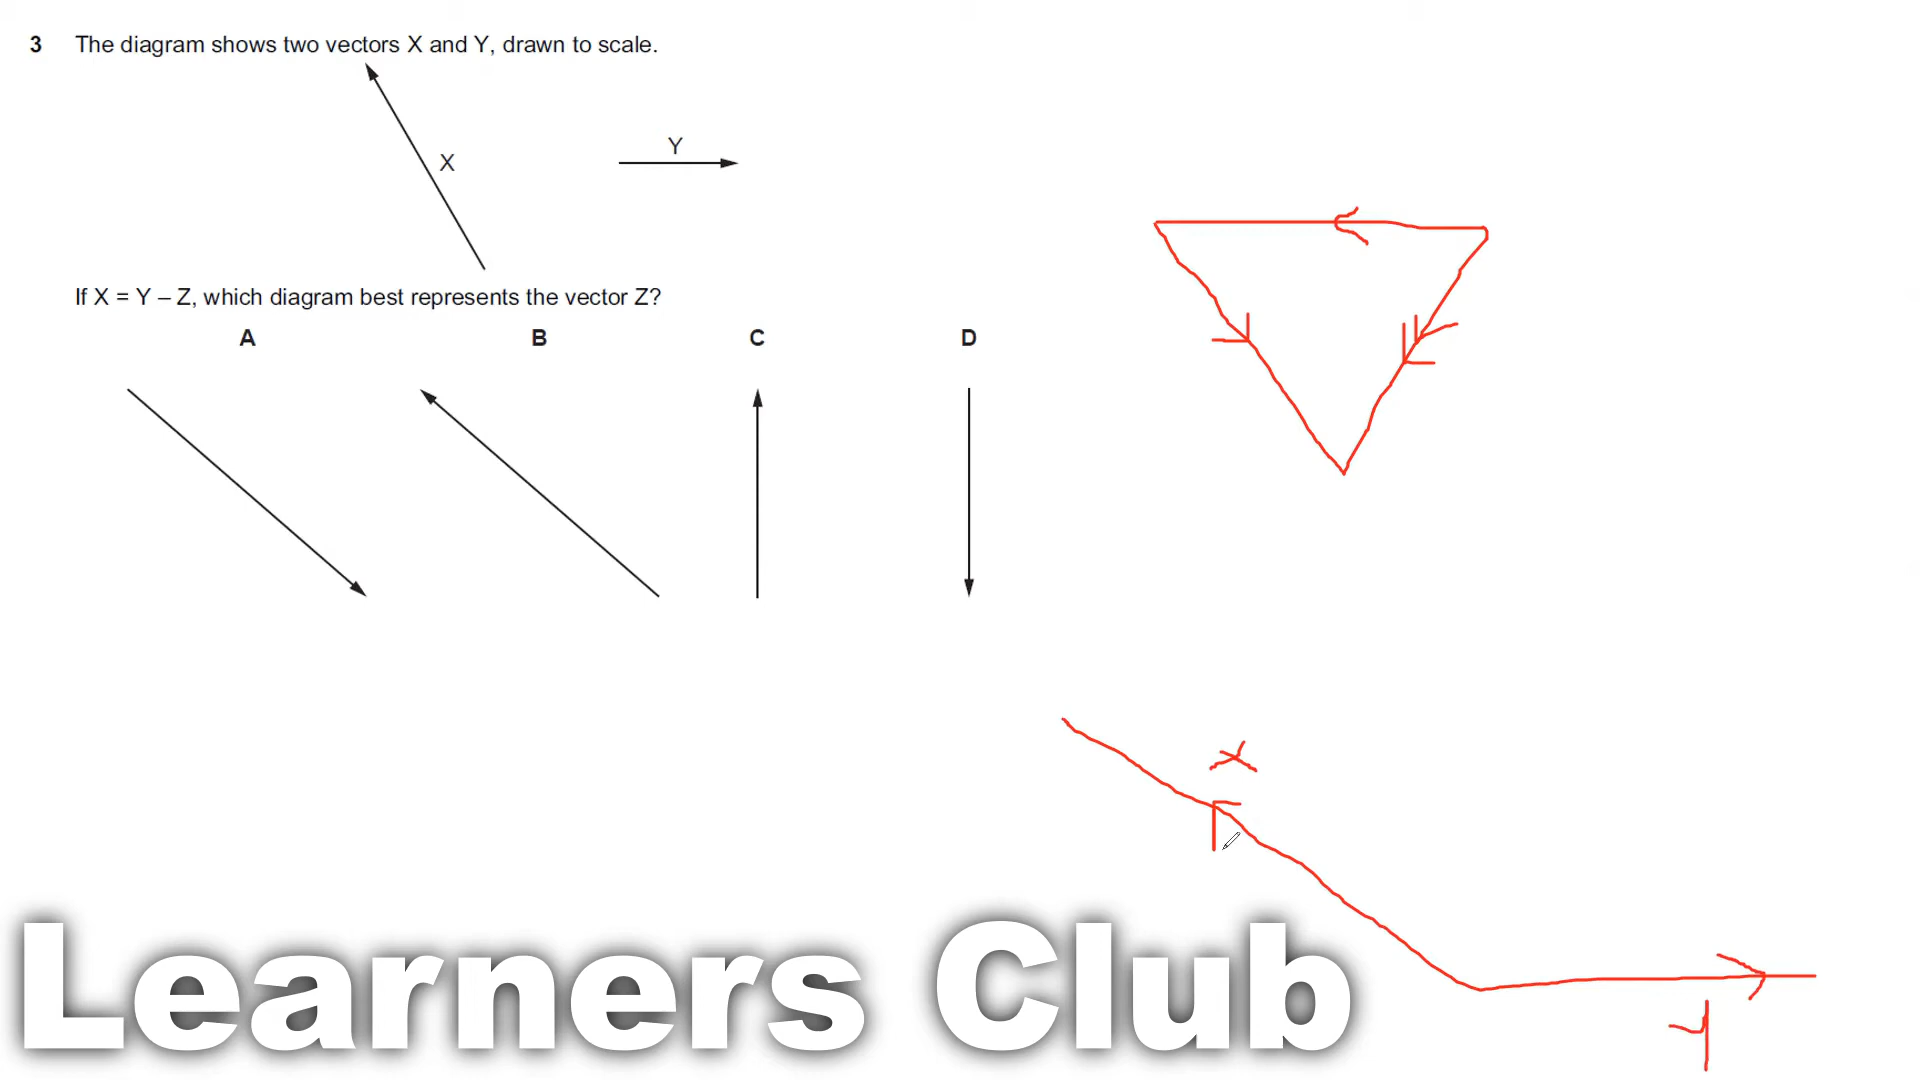 3 The diagram shows two vectors X and Y, drawn to scale.
Y
X
If X = Y – Z, which diagram best represents the vector Z?
A B C D
x
Y
Learners Club